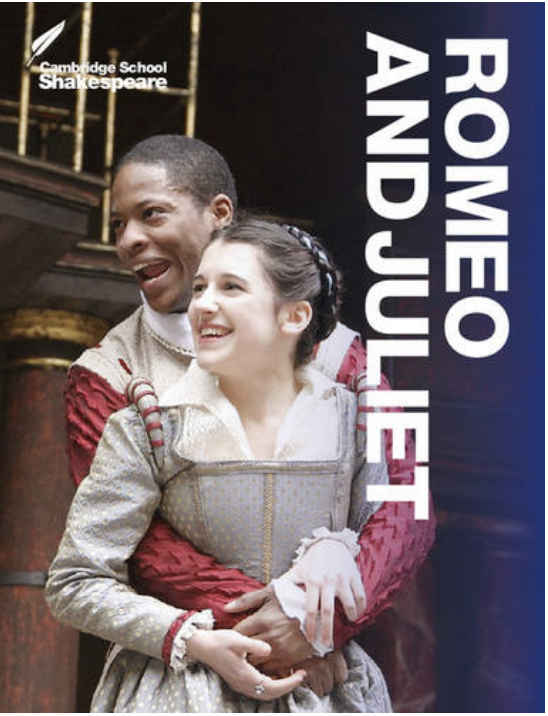 Cambridge School
Shakespeare
ROMEO
AND JULIET